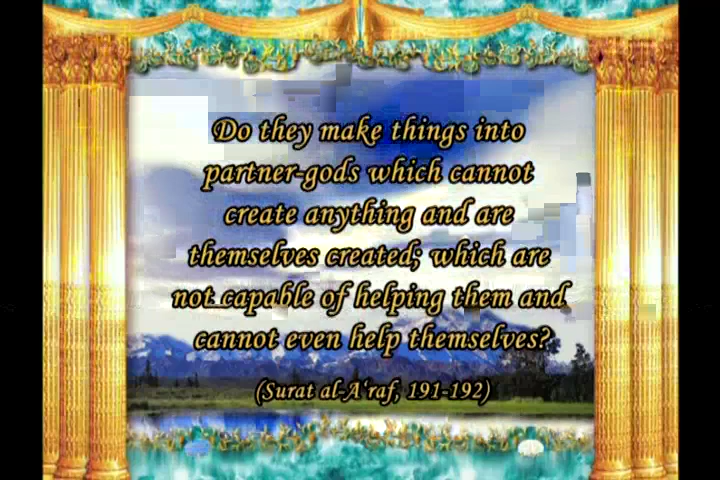 Do they make things into
partner-gods which cannot
create anything and are
themselves created; which are
not capable of helping them and
cannot even help themselves?
(Surat al-A‘raf, 191-192)